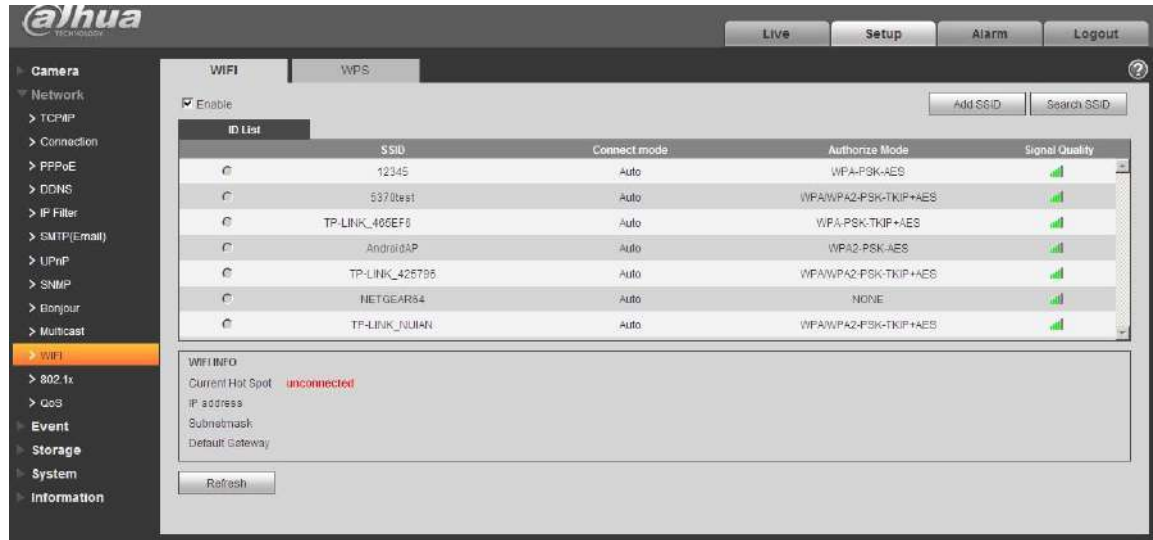 alhua
TECHNOLOGY
Live Setup Alarm Logout
Camera
Network
> TCP/IP
> Connection
> PPPoE
> DDNS
> IP Filter
> SMTP(Email)
> UPnP
> SNMP
> Bonjour
> Multicast
> WIFI
> 802.1x
> QoS
Event
Storage
System
Information
WIFI WPS
?
Enable Add SSID Search SSID
ID List
SSID Connect mode Authorize Mode Signal Quality
12345 Auto WPA-PSK-AES
5370test Auto WPA/WPA2-PSK-TKIP+AES
TP-LINK_465EF6 Auto WPA-PSK-TKIP+AES
AndroidAP Auto WPA2-PSK-AES
TP-LINK_425796 Auto WPA/WPA2-PSK-TKIP+AES
NETGEAR64 Auto NONE
TP-LINK_NUIAN Auto WPA/WPA2-PSK-TKIP+AES
WIFI INFO
Current Hot Spot unconnected
IP address
Subnetmask
Default Gateway
Refresh